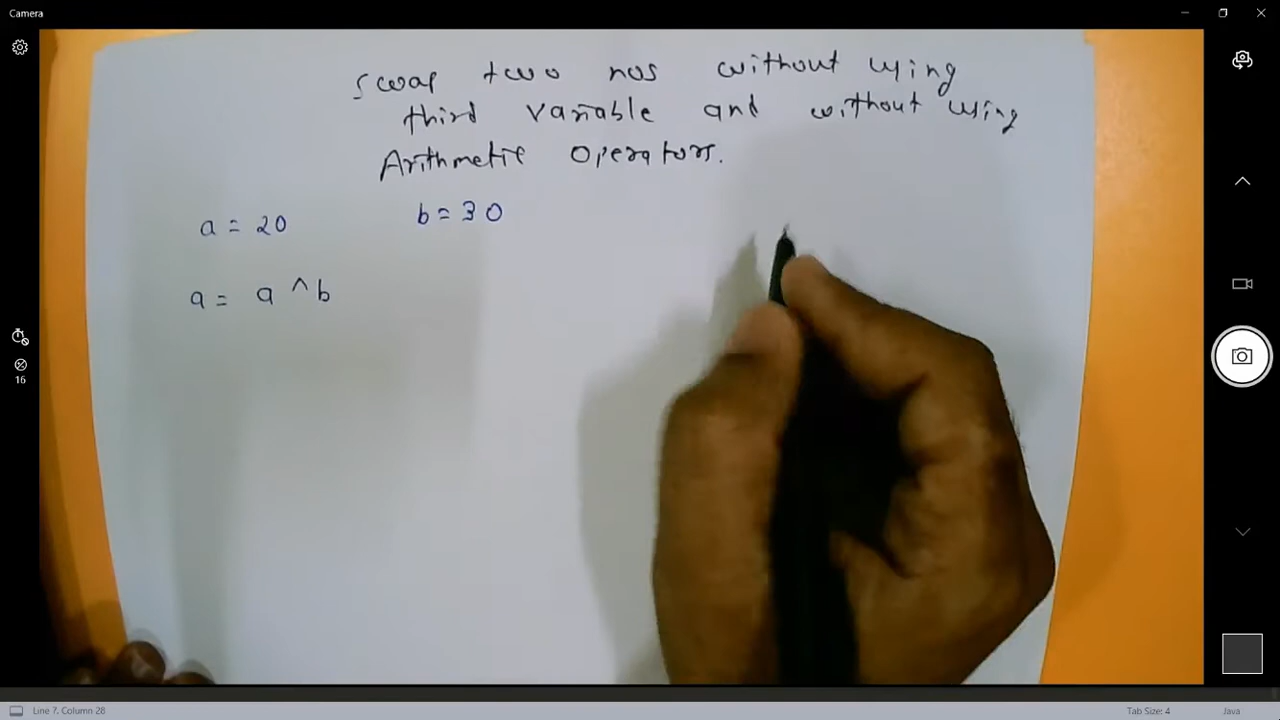 Camera
swap two nos without using
third variable and without using
Arithmetic Operators.
a = 20 b = 30
a = a ^ b
16
Line 7, Column 28 Tab Size: 4 Java